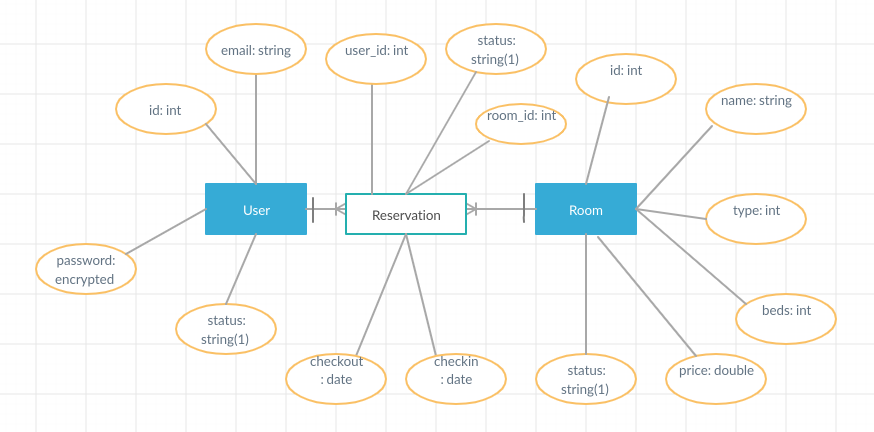 email: string
user_id: int
status:
string(1)
id: int
id: int
name: string
room_id: int
User
Reservation
Room
type: int
password:
encrypted
status:
string(1)
beds: int
checkout
: date
checkin
: date
status:
string(1)
price: double